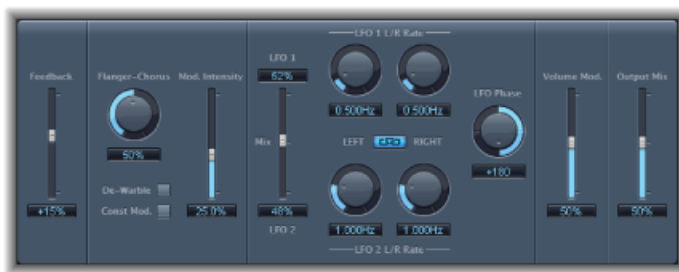 LFO 1 L/R Rate
LFO 1
52%
Feedback
Flanger-Chorus
Mod. Intensity
LFO Phase
Volume Mod.
Output Mix
0.500Hz
0.500Hz
Mix
LEFT
RIGHT
50%
+180
De-Warble
Const Mod.
+15%
25.0%
48%
50%
50%
LFO 2
1.000Hz
1.000Hz
LFO 2 L/R Rate